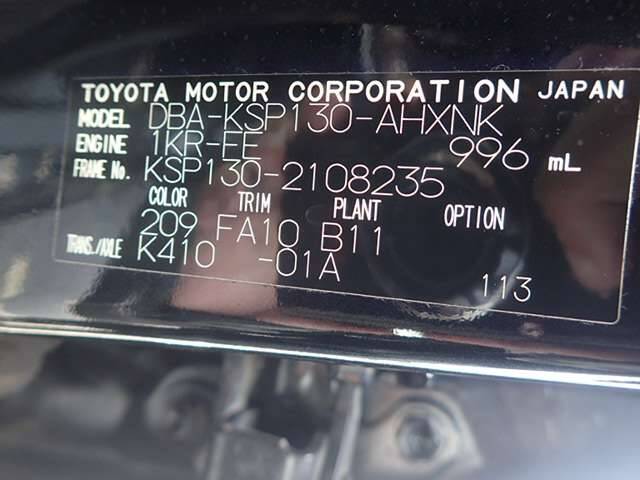 TOYOTA MOTOR CORPORATION JAPAN
MODEL DBA-KSP130-AHXNK
ENGINE 1KR-FE 996 mL
FRAME No. KSP130-2108235
COLOR TRIM PLANT OPTION
209 FA10 B11
TRANS./AXLE K410 -01A
113